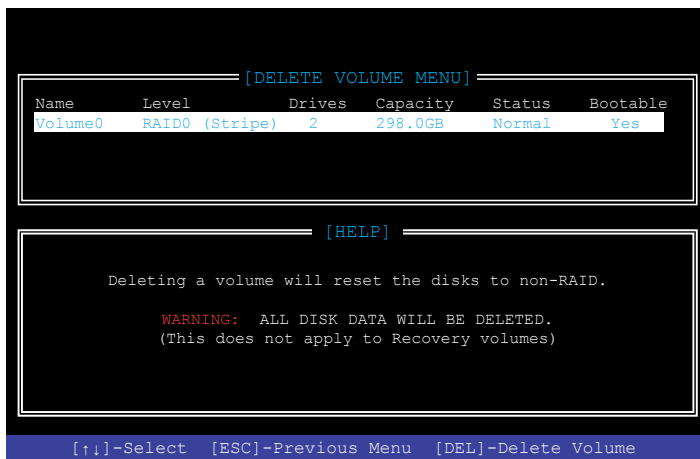 [DELETE VOLUME MENU]
Name Level Drives Capacity Status Bootable
Volume0 RAID0 (Stripe) 2 298.0GB Normal Yes
[HELP]
Deleting a volume will reset the disks to non-RAID.
WARNING: ALL DISK DATA WILL BE DELETED.
(This does not apply to Recovery volumes)
[↑↓]-Select [ESC]-Previous Menu [DEL]-Delete Volume